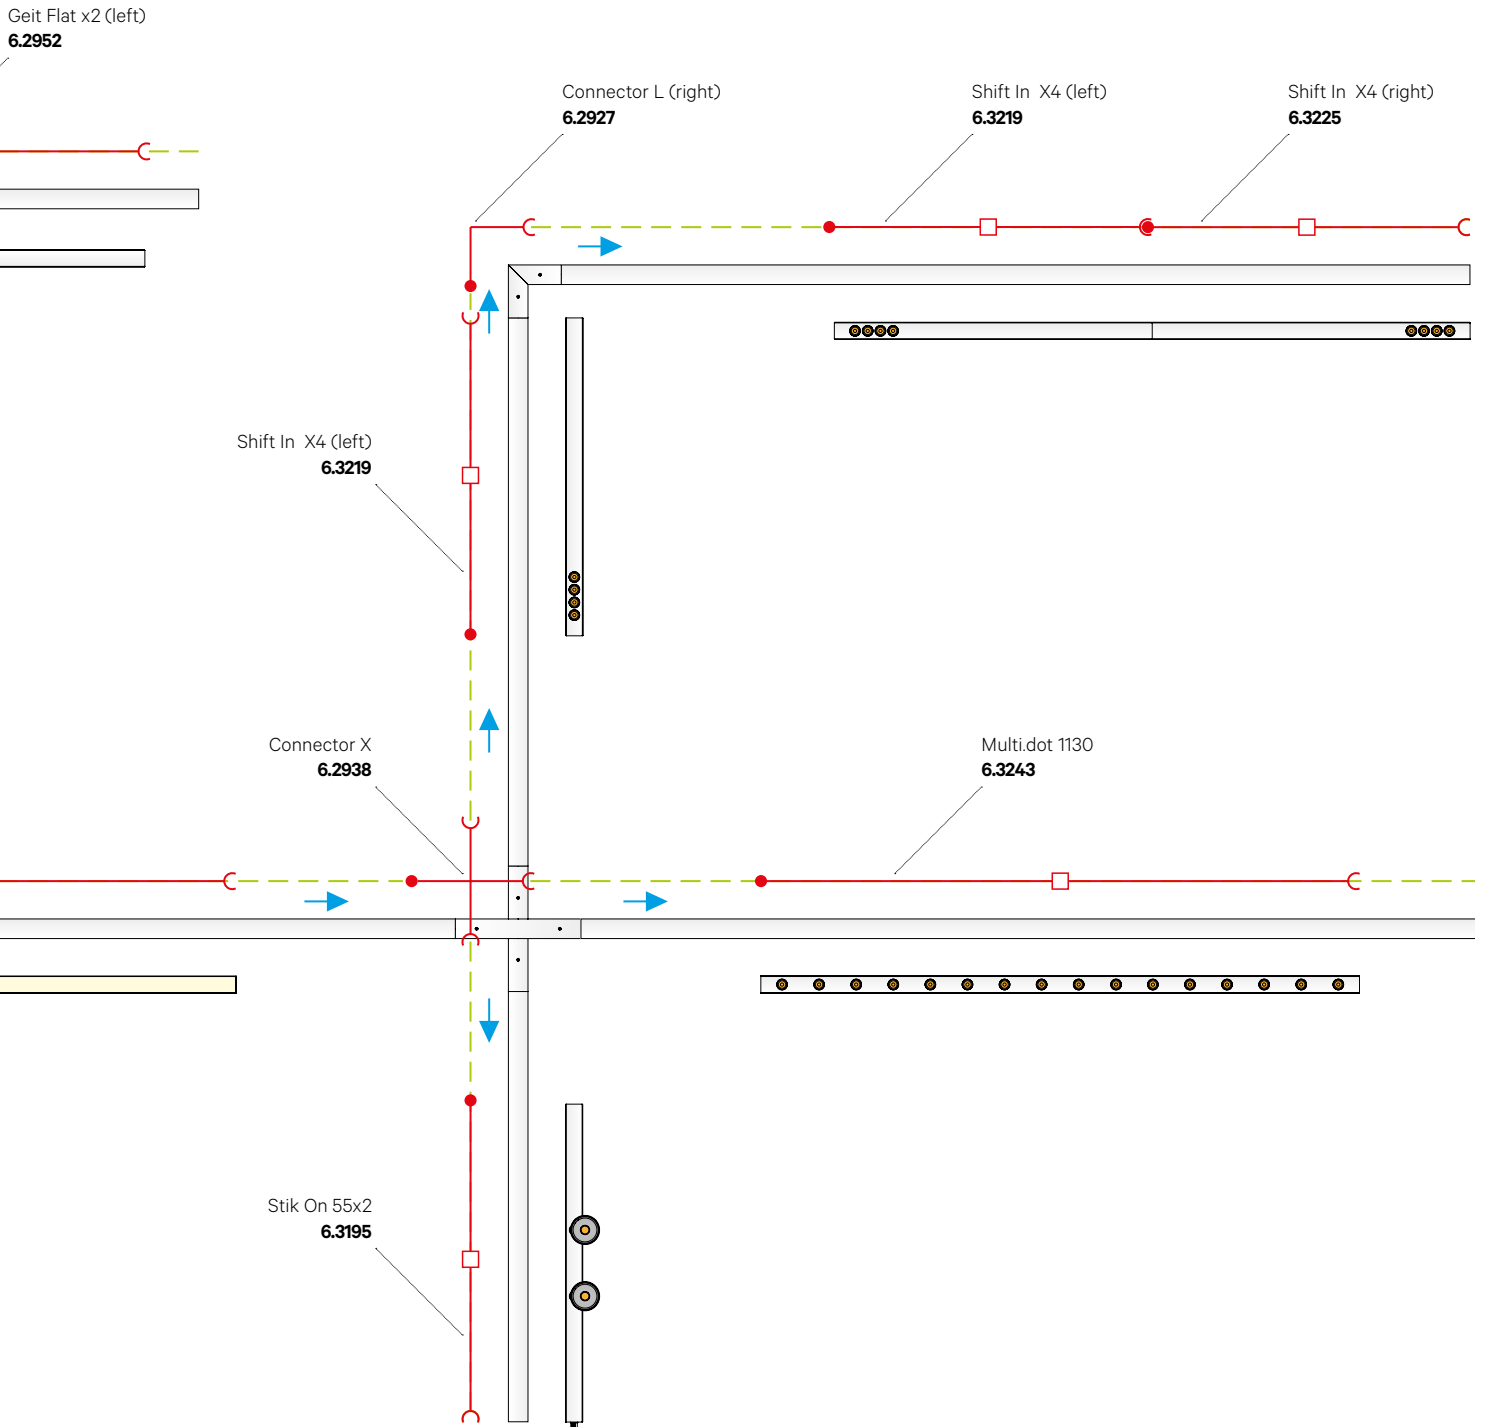 Geit Flat x2 (left)
6.2952
Connector L (right)
6.2927
Shift In  X4 (left)
6.3219
Shift In  X4 (right)
6.3225
Shift In  X4 (left)
6.3219
Connector X
6.2938
Multi.dot 1130
6.3243
Stik On 55x2
6.3195